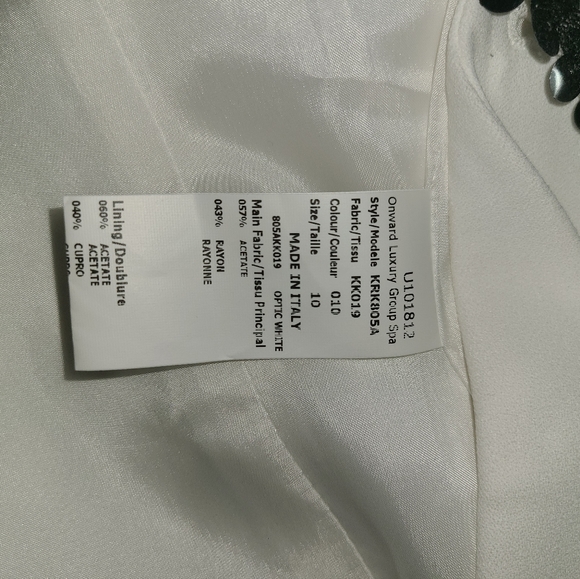 U101812
Onward Luxury Group Spa
Style/Modele KRK805A
Fabric/Tissu KK019
Colour/Couleur 010
Size/Taille 10
MADE IN ITALY
805AKK019 OPTIC WHITE
Main Fabric/Tissu Principal
057% ACETATE
043% RAYON
RAYONNE
Lining/Doublure
060% ACETATE
ACETATE
040% CUPRO
CUPRO